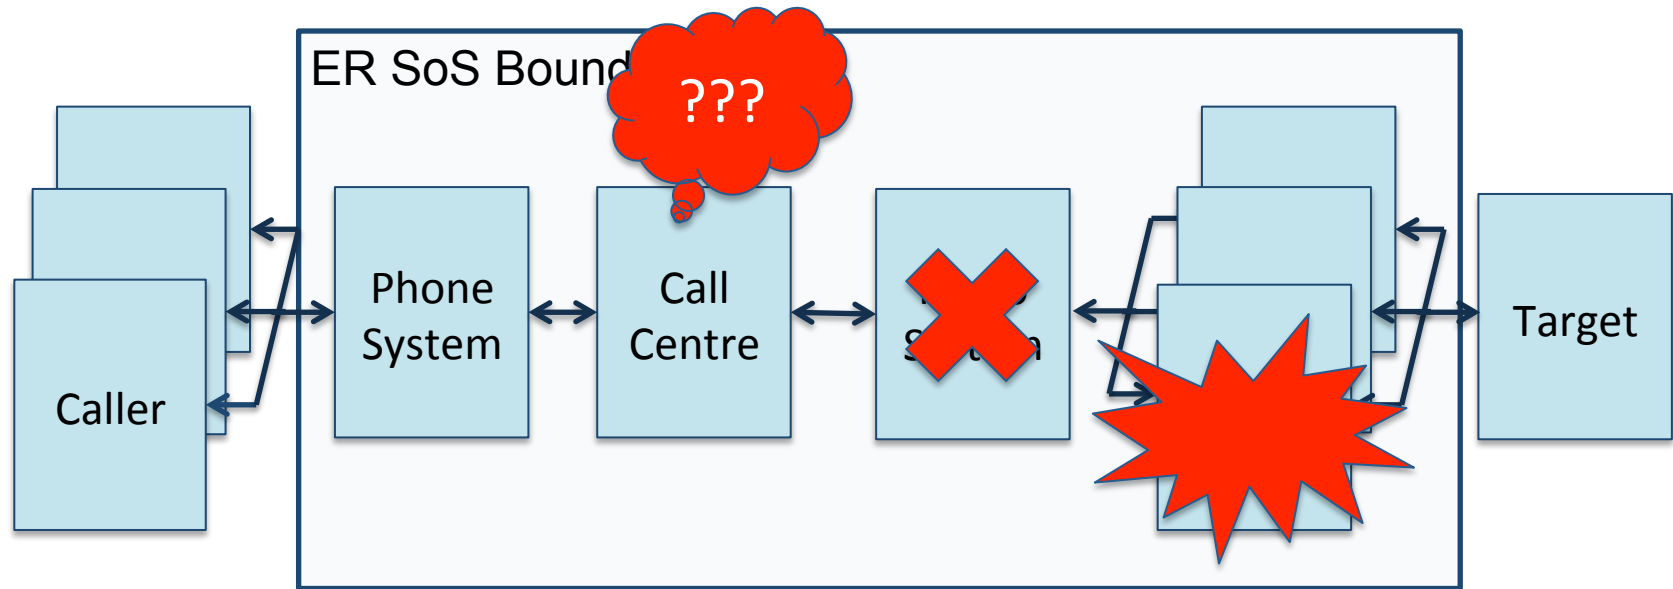 ER SoS Bound
???
Phone
System
Call
Centre
Caller
Target